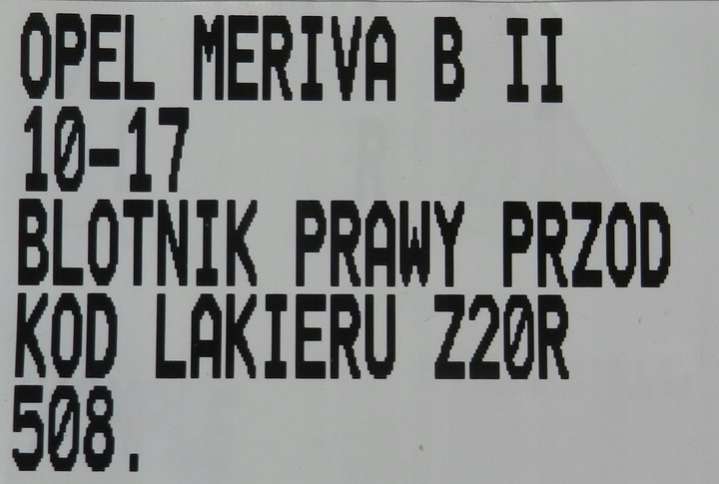 OPEL MERIVA B II
10-17
BLOTNIK PRAWY PRZOD
KOD LAKIERU Z20R
508.